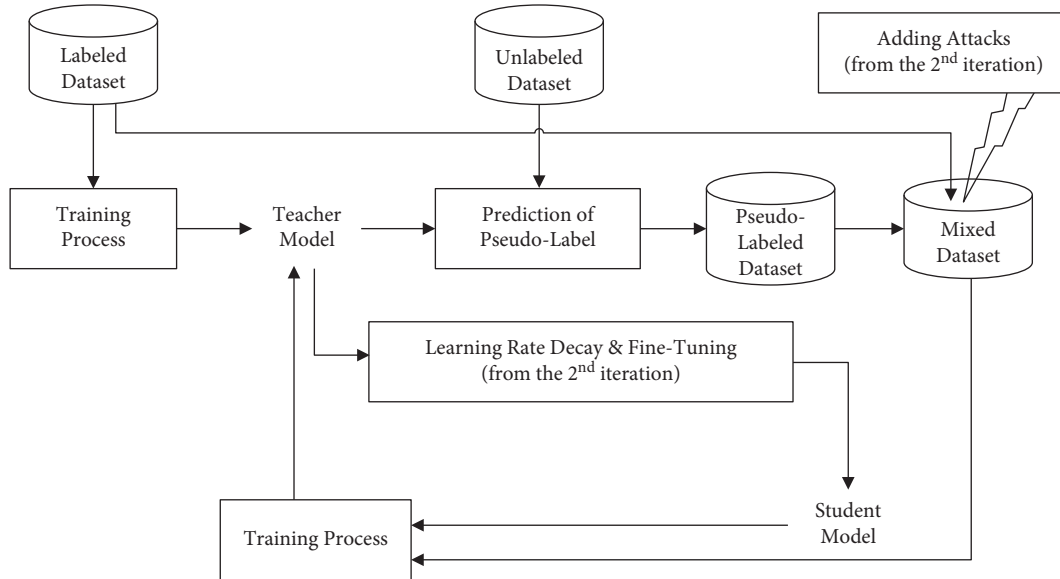 Labeled
Dataset
Unlabeled
Dataset
Adding Attacks
(from the 2nd iteration)
Training
Process
Teacher
Model
Prediction of
Pseudo-Label
Pseudo-
Labeled
Dataset
Mixed
Dataset
Learning Rate Decay & Fine-Tuning
(from the 2nd iteration)
Student
Model
Training Process